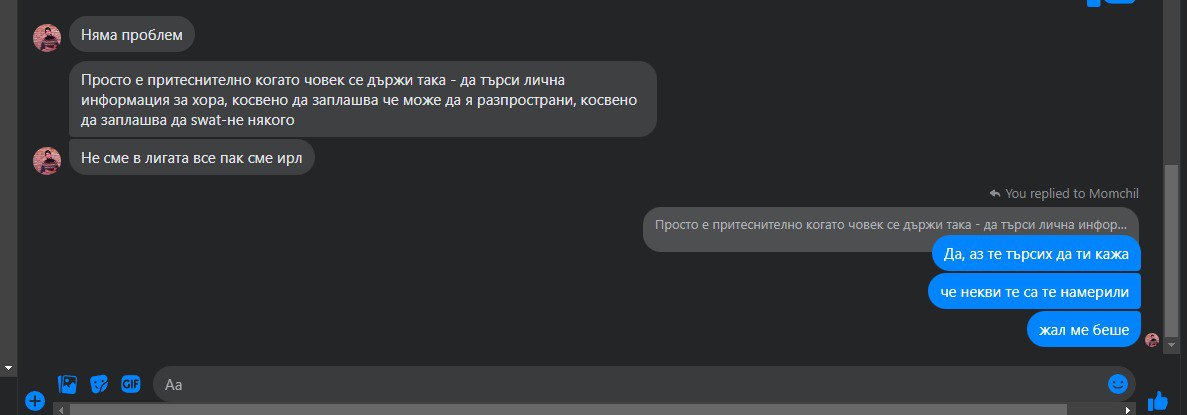 Няма проблем
Просто е притеснително когато човек се държи така - да търси лична
информация за хора, косвено да заплашва че може да я разпространи, косвено
да заплашва да swat-не някого
Не сме в лигата все пак сме ирл
You replied to Momchil
Просто е притеснително когато човек се държи така - да търси лична инфор...
Да, аз те търсих да ти кажа
че некви те са те намерили
жал ме беше
GIF
Aa